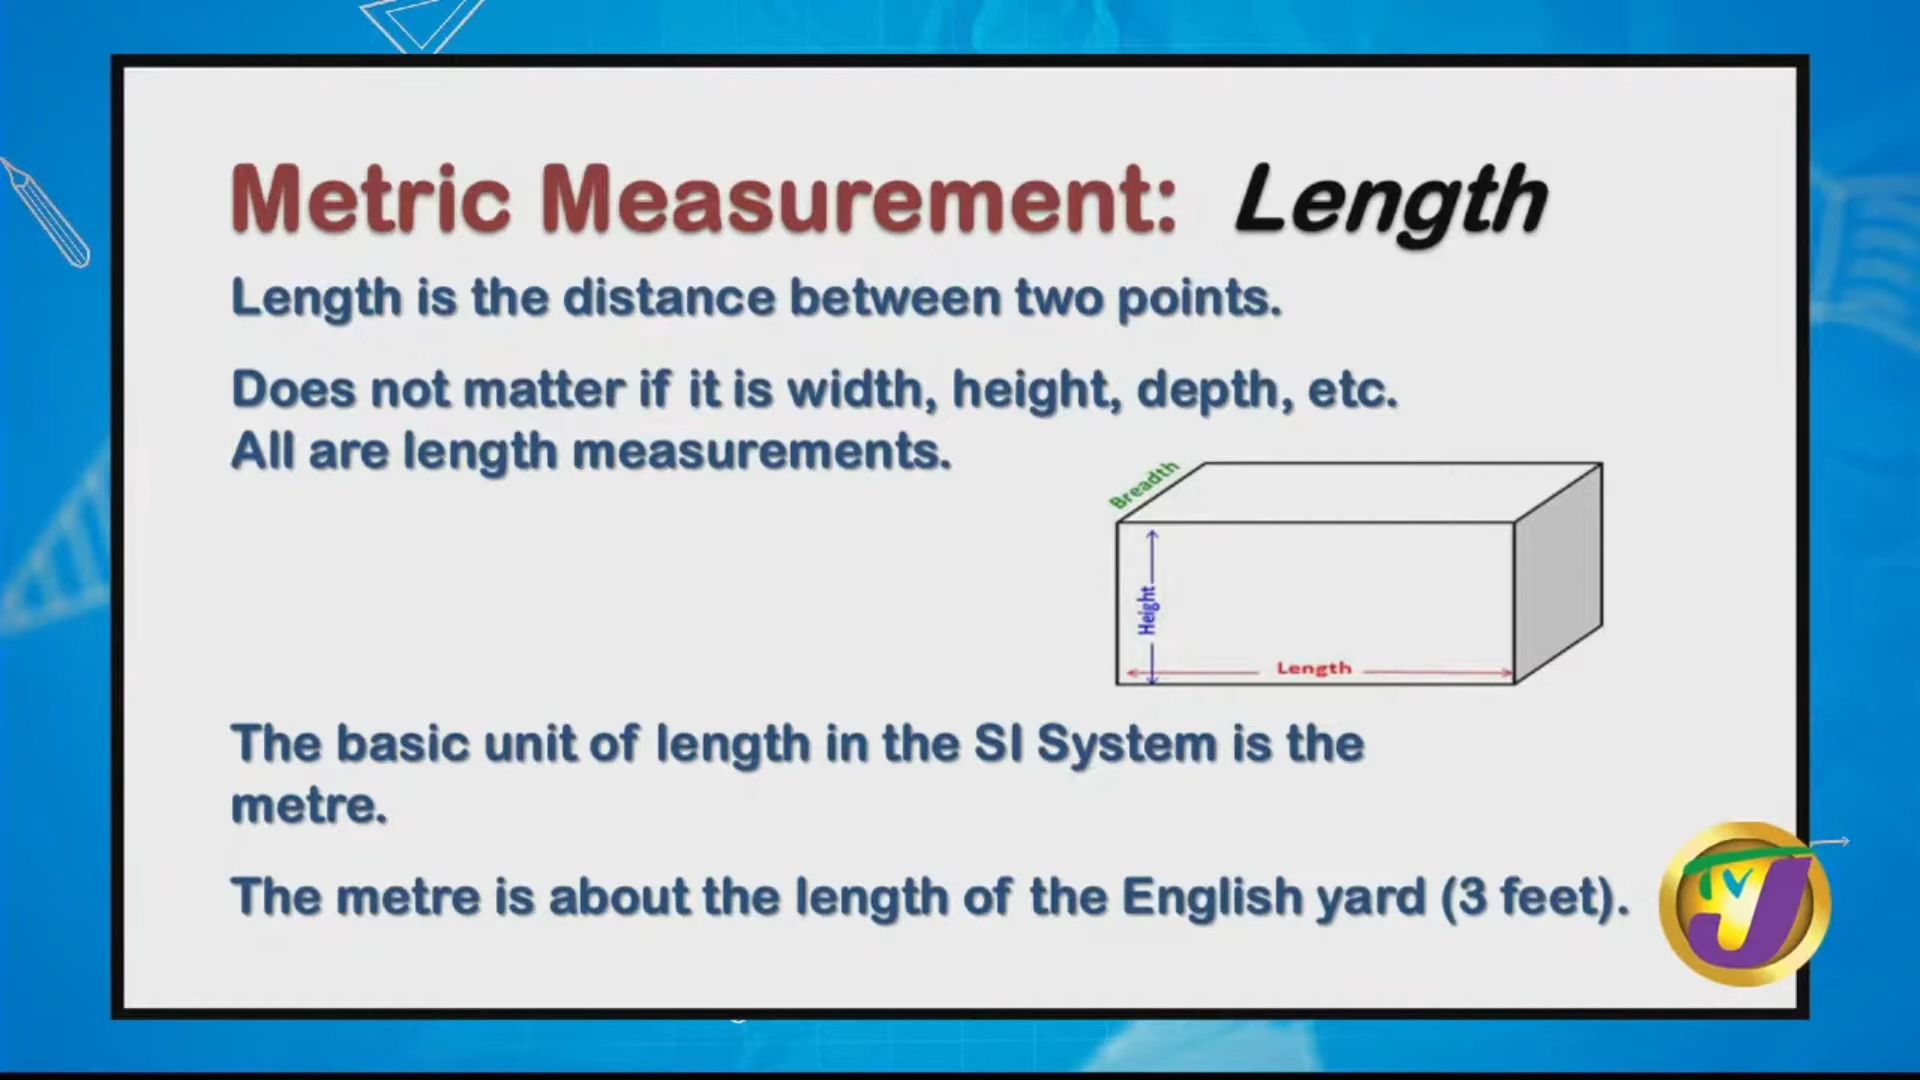 Metric Measurement: Length
Length is the distance between two points.
Does not matter if it is width, height, depth, etc.
All are length measurements.
Breadth
Height
Length
The basic unit of length in the SI System is the
metre.
The metre is about the length of the English yard (3 feet).
TVJ